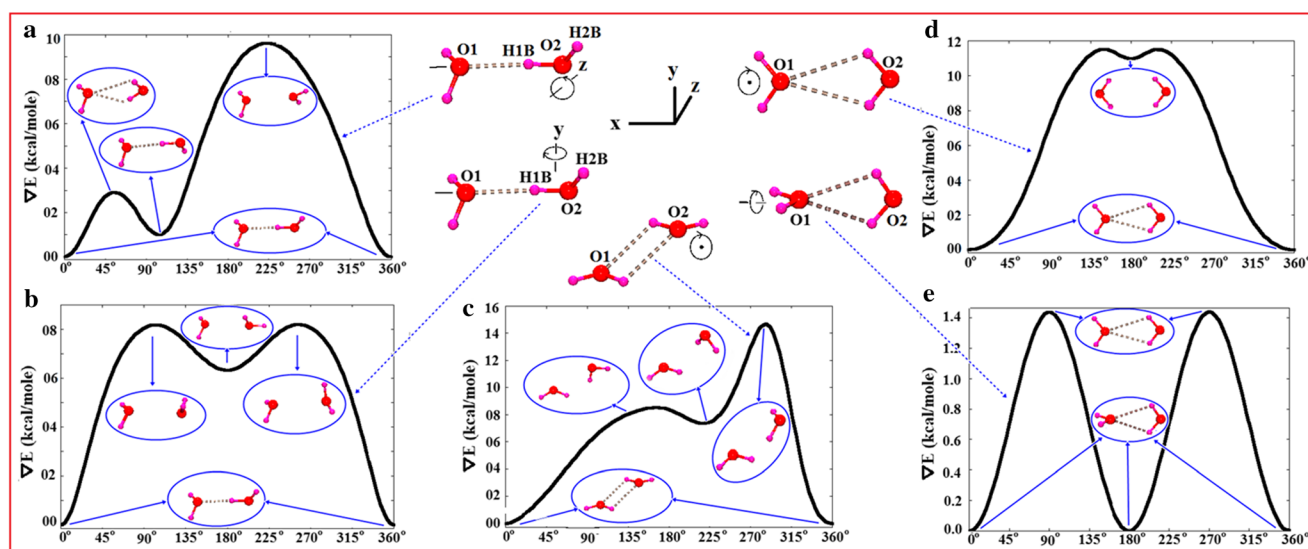 a
∇E (kcal/mole)
10
08
06
04
02
00
0° 45° 90° 135° 180° 225° 270° 315° 360°
O1 H1B O2 H2B
z
y
H2B
O1 H1B
O2
y
z
x
O1 O2
O1 O2
O2
O1
b
∇E (kcal/mole)
08
06
04
02
00
0° 45° 90° 135° 180° 225° 270° 315° 360°
c
∇E (kcal/mole)
16
14
12
10
08
06
04
02
00
0° 45° 90° 135° 180° 225° 270° 315° 360°
d
∇E (kcal/mole)
12
10
08
06
04
02
00
0° 45° 90° 135° 180° 225° 270° 315° 360°
e
∇E (kcal/mole)
1.4
1.2
1.0
0.8
0.6
0.4
0.2
0.0
0° 45° 90° 135° 180° 225° 270° 315° 360°